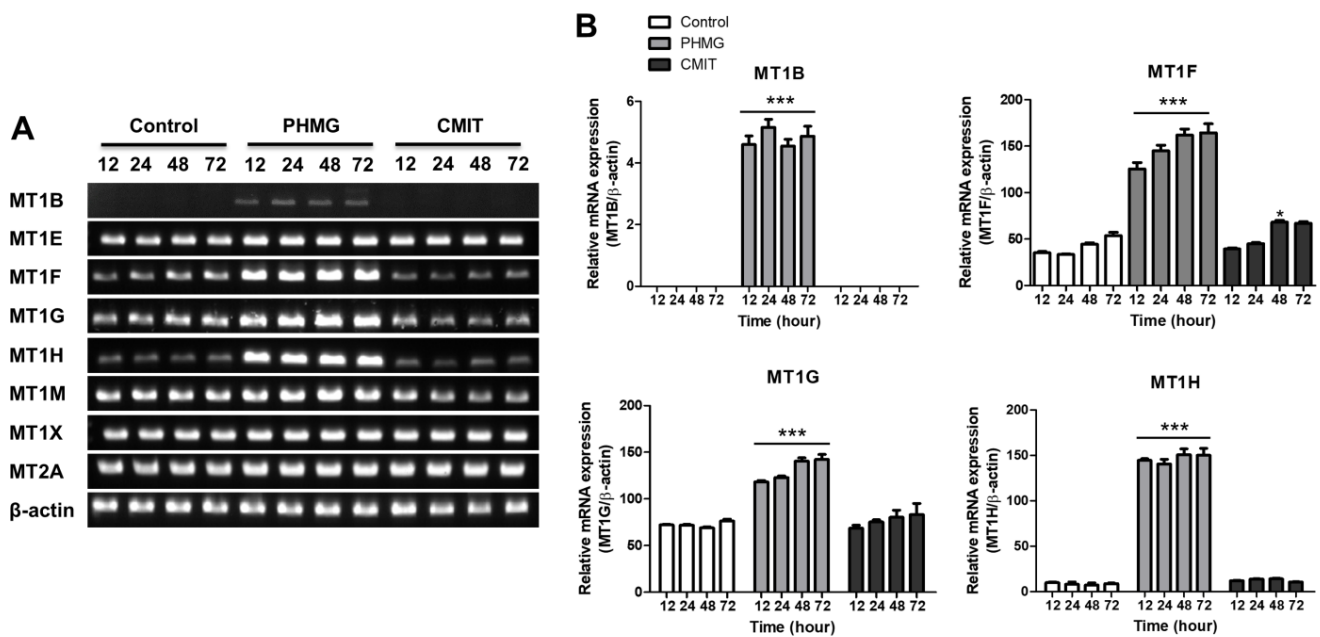 A
Control PHMG CMIT
12 24 48 72 12 24 48 72 12 24 48 72
MT1B
MT1E
MT1F
MT1G
MT1H
MT1M
MT1X
MT2A
β-actin
B
Control
PHMG
CMIT
MT1B
Relative mRNA expression
(MT1B/β-actin)
6
4
2
0
***
12 24 48 72 12 24 48 72 12 24 48 72
Time (hour)
MT1F
Relative mRNA expression
(MT1F/β-actin)
200
150
100
50
0
***
*
12 24 48 72 12 24 48 72 12 24 48 72
Time (hour)
MT1G
Relative mRNA expression
(MT1G/β-actin)
200
150
100
50
0
***
12 24 48 72 12 24 48 72 12 24 48 72
Time (hour)
MT1H
Relative mRNA expression
(MT1H/β-actin)
200
150
100
50
0
***
12 24 48 72 12 24 48 72 12 24 48 72
Time (hour)